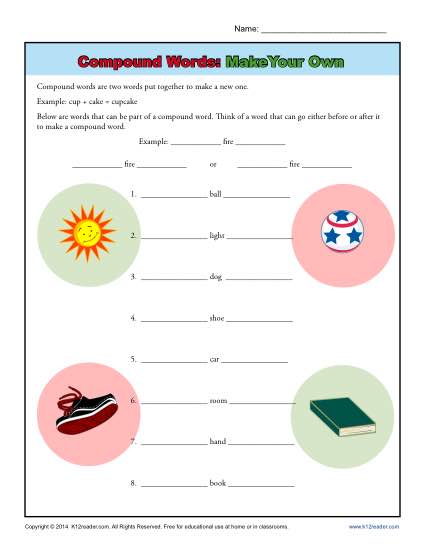 Name: ____________________________
Compound Words: Make Your Own
Compound words are two words put together to make a new one.
Example: cup + cake = cupcake
Below are words that can be part of a compound word. Think of a word that can go either before or after it
to make a compound word.
Example: ____________ fire ____________
____________ fire ____________ or ____________ fire ____________
1. ________________ ball ________________
2. ________________ light ________________
3. ________________ dog ________________
4. ________________ shoe ________________
5. ________________ car ________________
6. ________________ room ________________
7. ________________ hand ________________
8. ________________ book ________________
Copyright © 2014 K12reader.com. All Rights Reserved. Free for educational use at home or in classrooms. www.k12reader.com